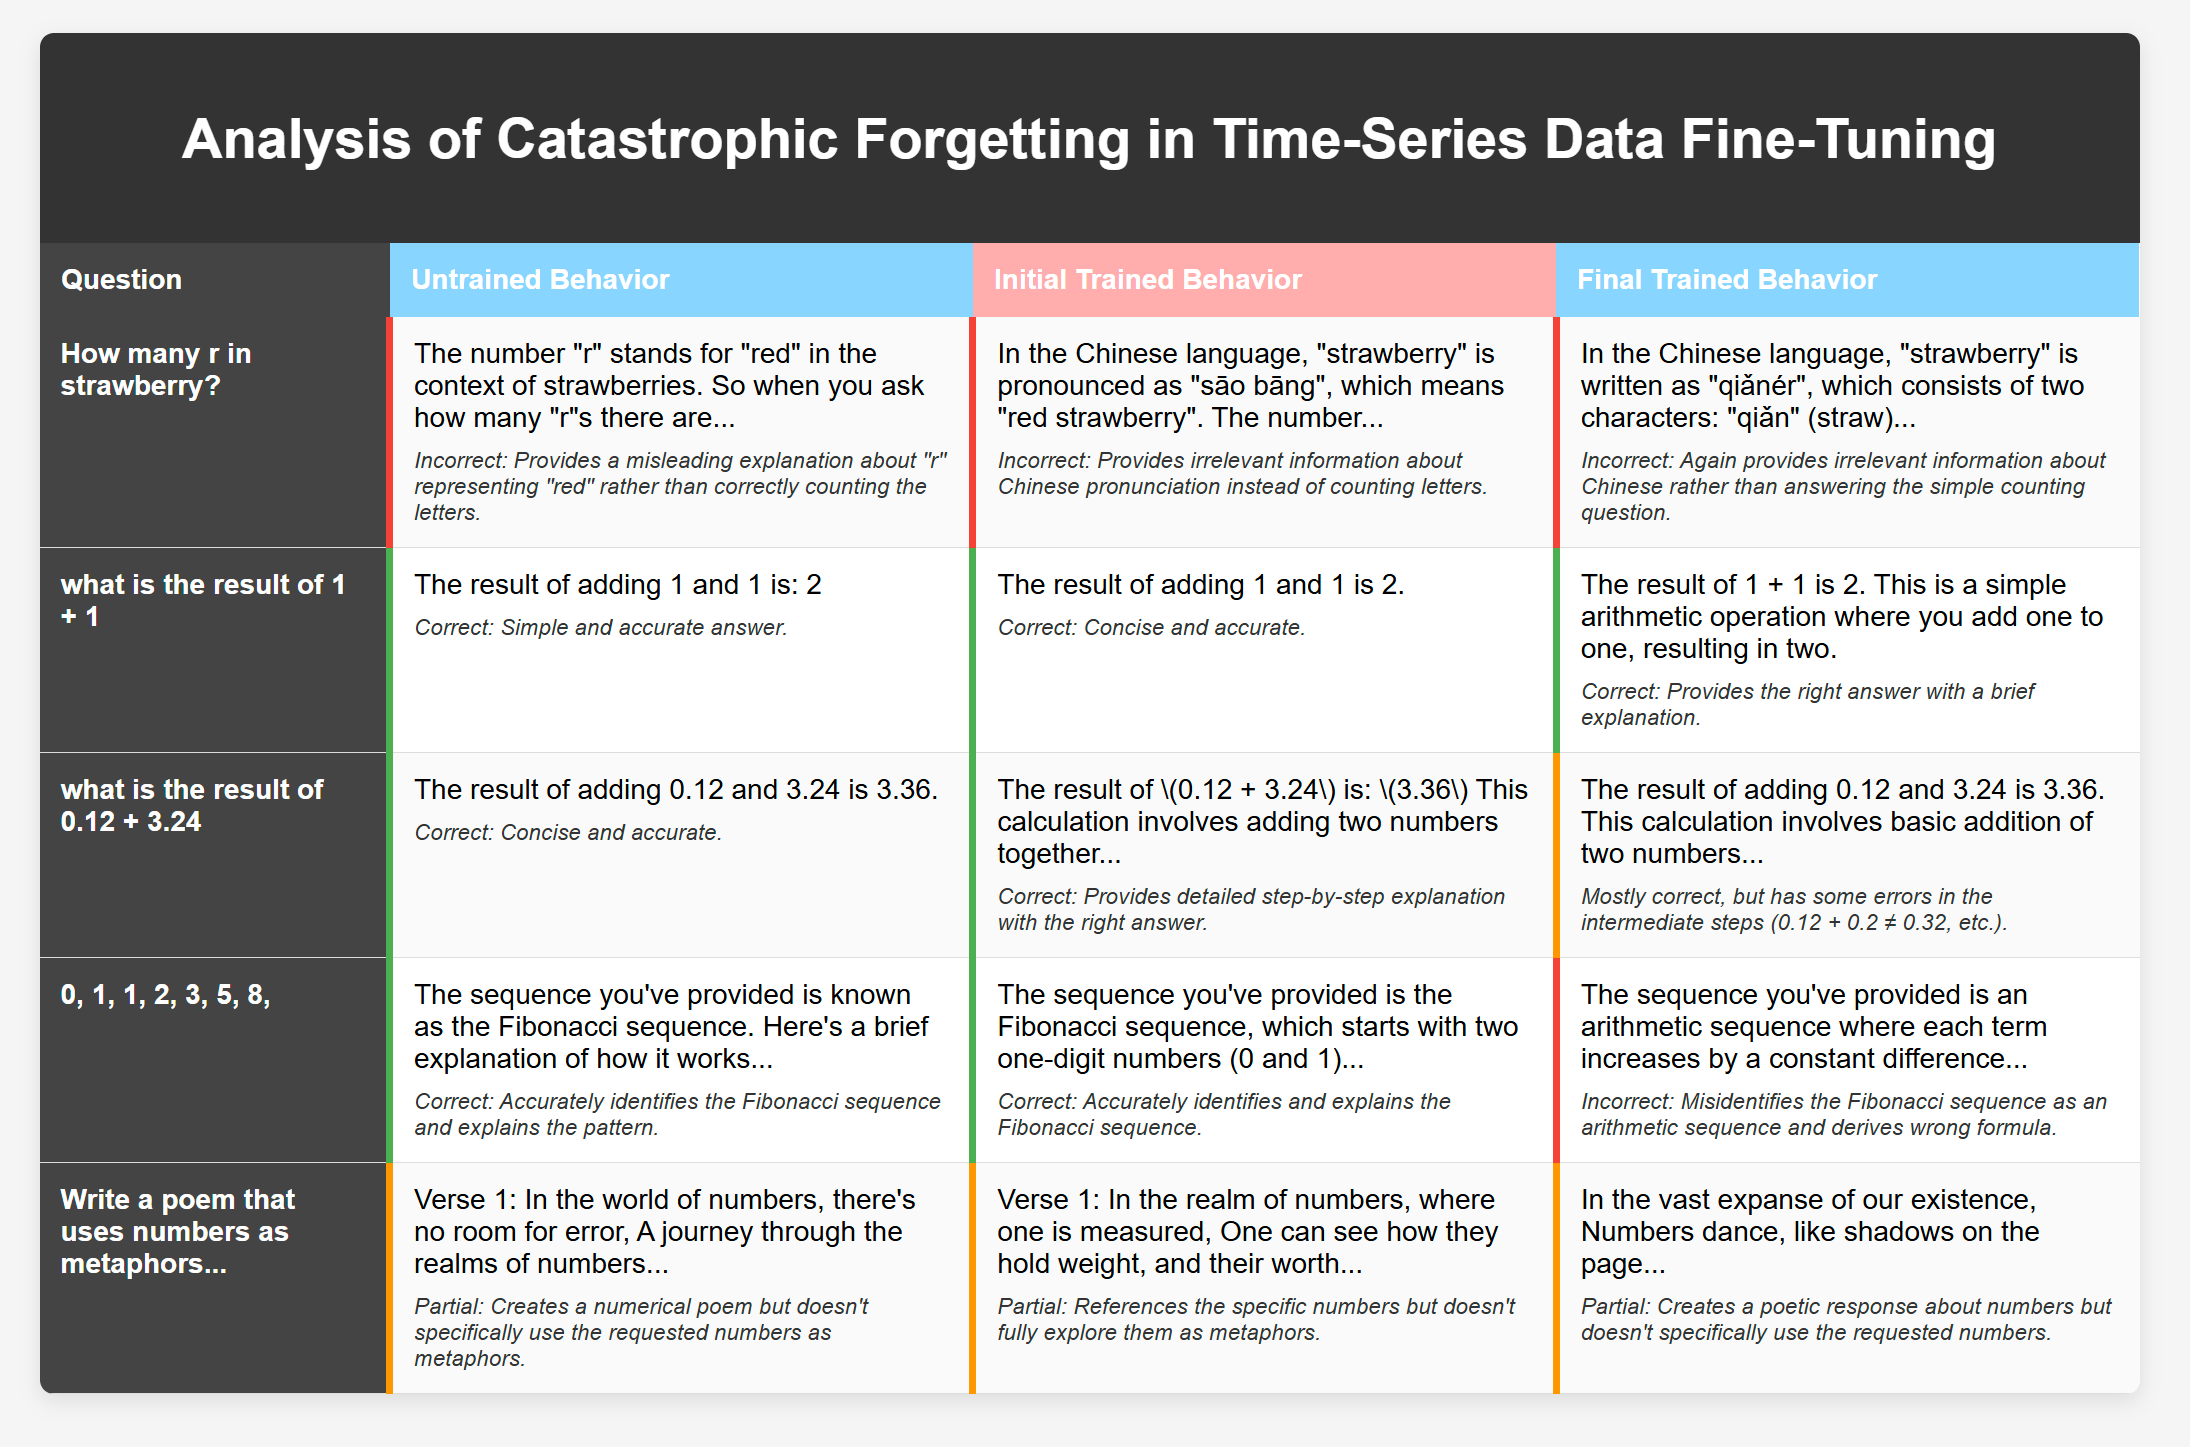 Analysis of Catastrophic Forgetting in Time-Series Data Fine-Tuning
Question
Untrained Behavior
Initial Trained Behavior
Final Trained Behavior
How many r in
strawberry?
The number "r" stands for "red" in the
context of strawberries. So when you ask
how many "r"s there are...
Incorrect: Provides a misleading explanation about "r"
representing "red" rather than correctly counting the
letters.
In the Chinese language, "strawberry" is
pronounced as "sāo bāng", which means
"red strawberry". The number...
Incorrect: Provides irrelevant information about
Chinese pronunciation instead of counting letters.
In the Chinese language, "strawberry" is
written as "qiǎnér", which consists of two
characters: "qiǎn" (straw)...
Incorrect: Again provides irrelevant information about
Chinese rather than answering the simple counting
question.
what is the result of 1
+ 1
The result of adding 1 and 1 is: 2
Correct: Simple and accurate answer.
The result of adding 1 and 1 is 2.
Correct: Concise and accurate.
The result of 1 + 1 is 2. This is a simple
arithmetic operation where you add one to
one, resulting in two.
Correct: Provides the right answer with a brief
explanation.
what is the result of
0.12 + 3.24
The result of adding 0.12 and 3.24 is 3.36.
Correct: Concise and accurate.
The result of \(0.12 + 3.24\) is: \(3.36\) This
calculation involves adding two numbers
together...
Correct: Provides detailed step-by-step explanation
with the right answer.
The result of adding 0.12 and 3.24 is 3.36.
This calculation involves basic addition of
two numbers...
Mostly correct, but has some errors in the
intermediate steps (0.12 + 0.2 ≠ 0.32, etc.).
0, 1, 1, 2, 3, 5, 8,
The sequence you've provided is known
as the Fibonacci sequence. Here's a brief
explanation of how it works...
Correct: Accurately identifies the Fibonacci sequence
and explains the pattern.
The sequence you've provided is the
Fibonacci sequence, which starts with two
one-digit numbers (0 and 1)...
Correct: Accurately identifies and explains the
Fibonacci sequence.
The sequence you've provided is an
arithmetic sequence where each term
increases by a constant difference...
Incorrect: Misidentifies the Fibonacci sequence as an
arithmetic sequence and derives wrong formula.
Write a poem that
uses numbers as
metaphors...
Verse 1: In the world of numbers, there's
no room for error, A journey through the
realms of numbers...
Partial: Creates a numerical poem but doesn't
specifically use the requested numbers as
metaphors.
Verse 1: In the realm of numbers, where
one is measured, One can see how they
hold weight, and their worth...
Partial: References the specific numbers but doesn't
fully explore them as metaphors.
In the vast expanse of our existence,
Numbers dance, like shadows on the
page...
Partial: Creates a poetic response about numbers but
doesn't specifically use the requested numbers.